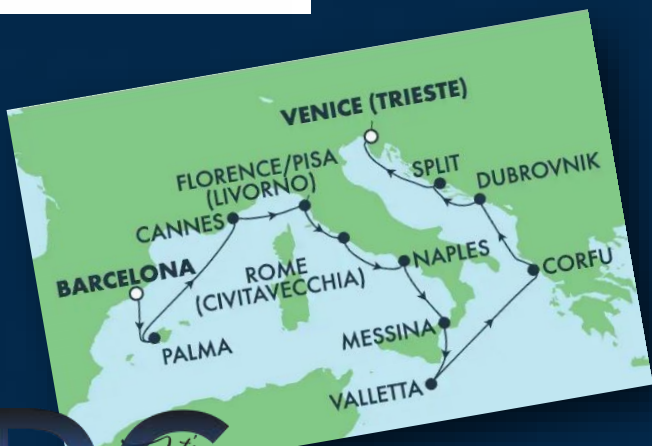 VENICE (TRIESTE)
SPLIT
DUBROVNIK
FLORENCE/PISA
(LIVORNO)
CANNES
BARCELONA
ROME
(CIVITAVECCHIA)
NAPLES
CORFU
PALMA
MESSINA
VALLETTA